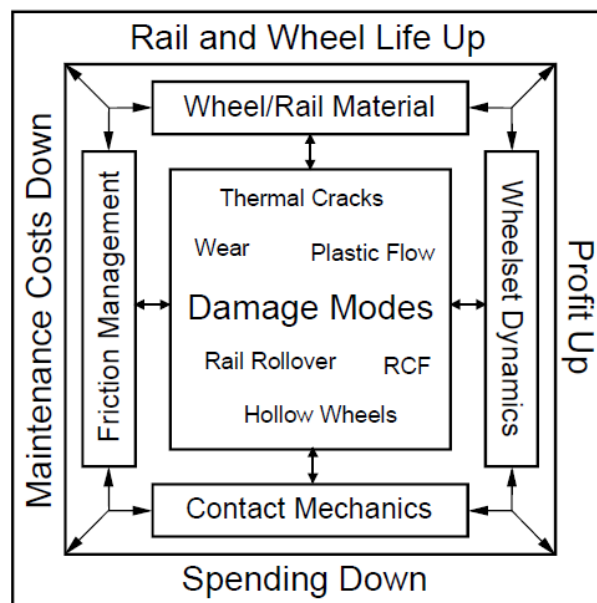 Rail and Wheel Life Up
Wheel/Rail Material
Maintenance Costs Down
Friction Management
Thermal Cracks
Wear
Plastic Flow
Damage Modes
Rail Rollover
RCF
Hollow Wheels
Wheelset Dynamics
Profit Up
Contact Mechanics
Spending Down